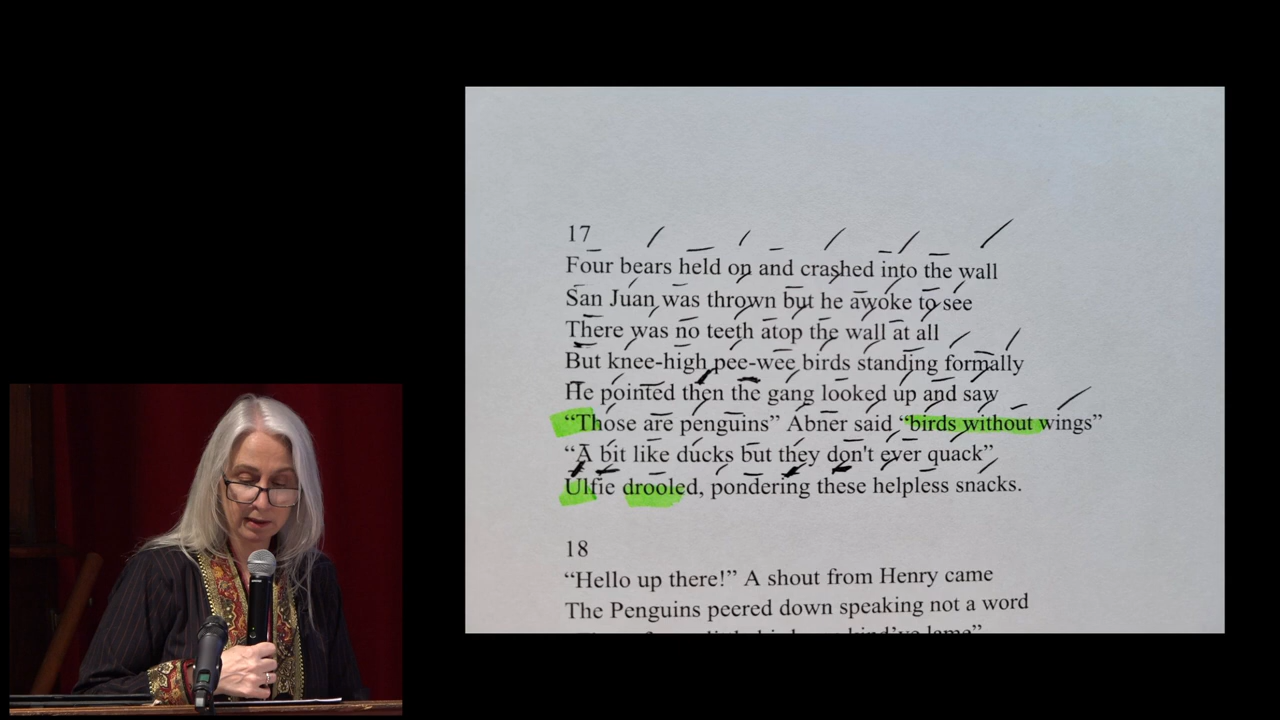 17
Four bears held on and crashed into the wall
San Juan was thrown but he awoke to see
There was no teeth atop the wall at all
But knee-high pee-wee birds standing formally
He pointed then the gang looked up and saw
“Those are penguins” Abner said “birds without wings”
“A bit like ducks but they don't ever quack”
Ulfie drooled, pondering these helpless snacks.
18
“Hello up there!” A shout from Henry came
The Penguins peered down speaking not a word